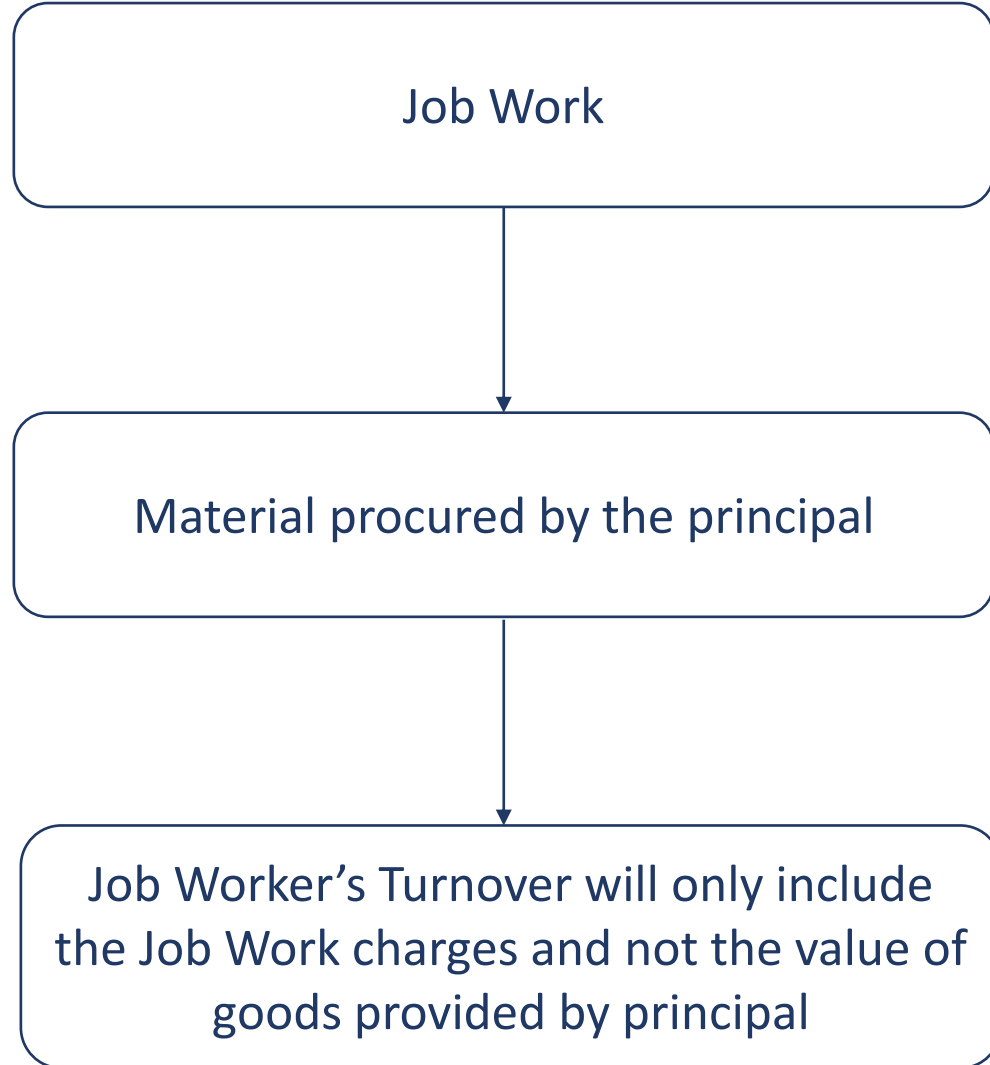 Job Work
Material procured by the principal
Job Worker’s Turnover will only include
the Job Work charges and not the value of
goods provided by principal